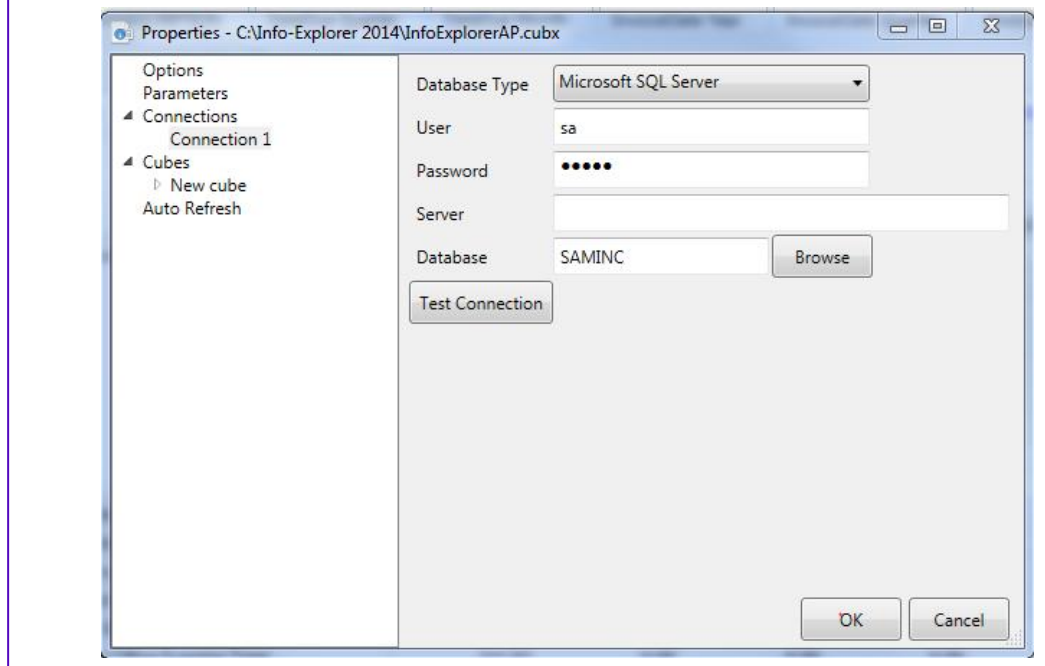 Properties - C:\Info-Explorer 2014\InfoExplorerAP.cubx
Options
Parameters
Connections
Connection 1
Cubes
New cube
Auto Refresh
Database Type Microsoft SQL Server
User sa
Password •••••
Server
Database SAMINC Browse
Test Connection
OK Cancel